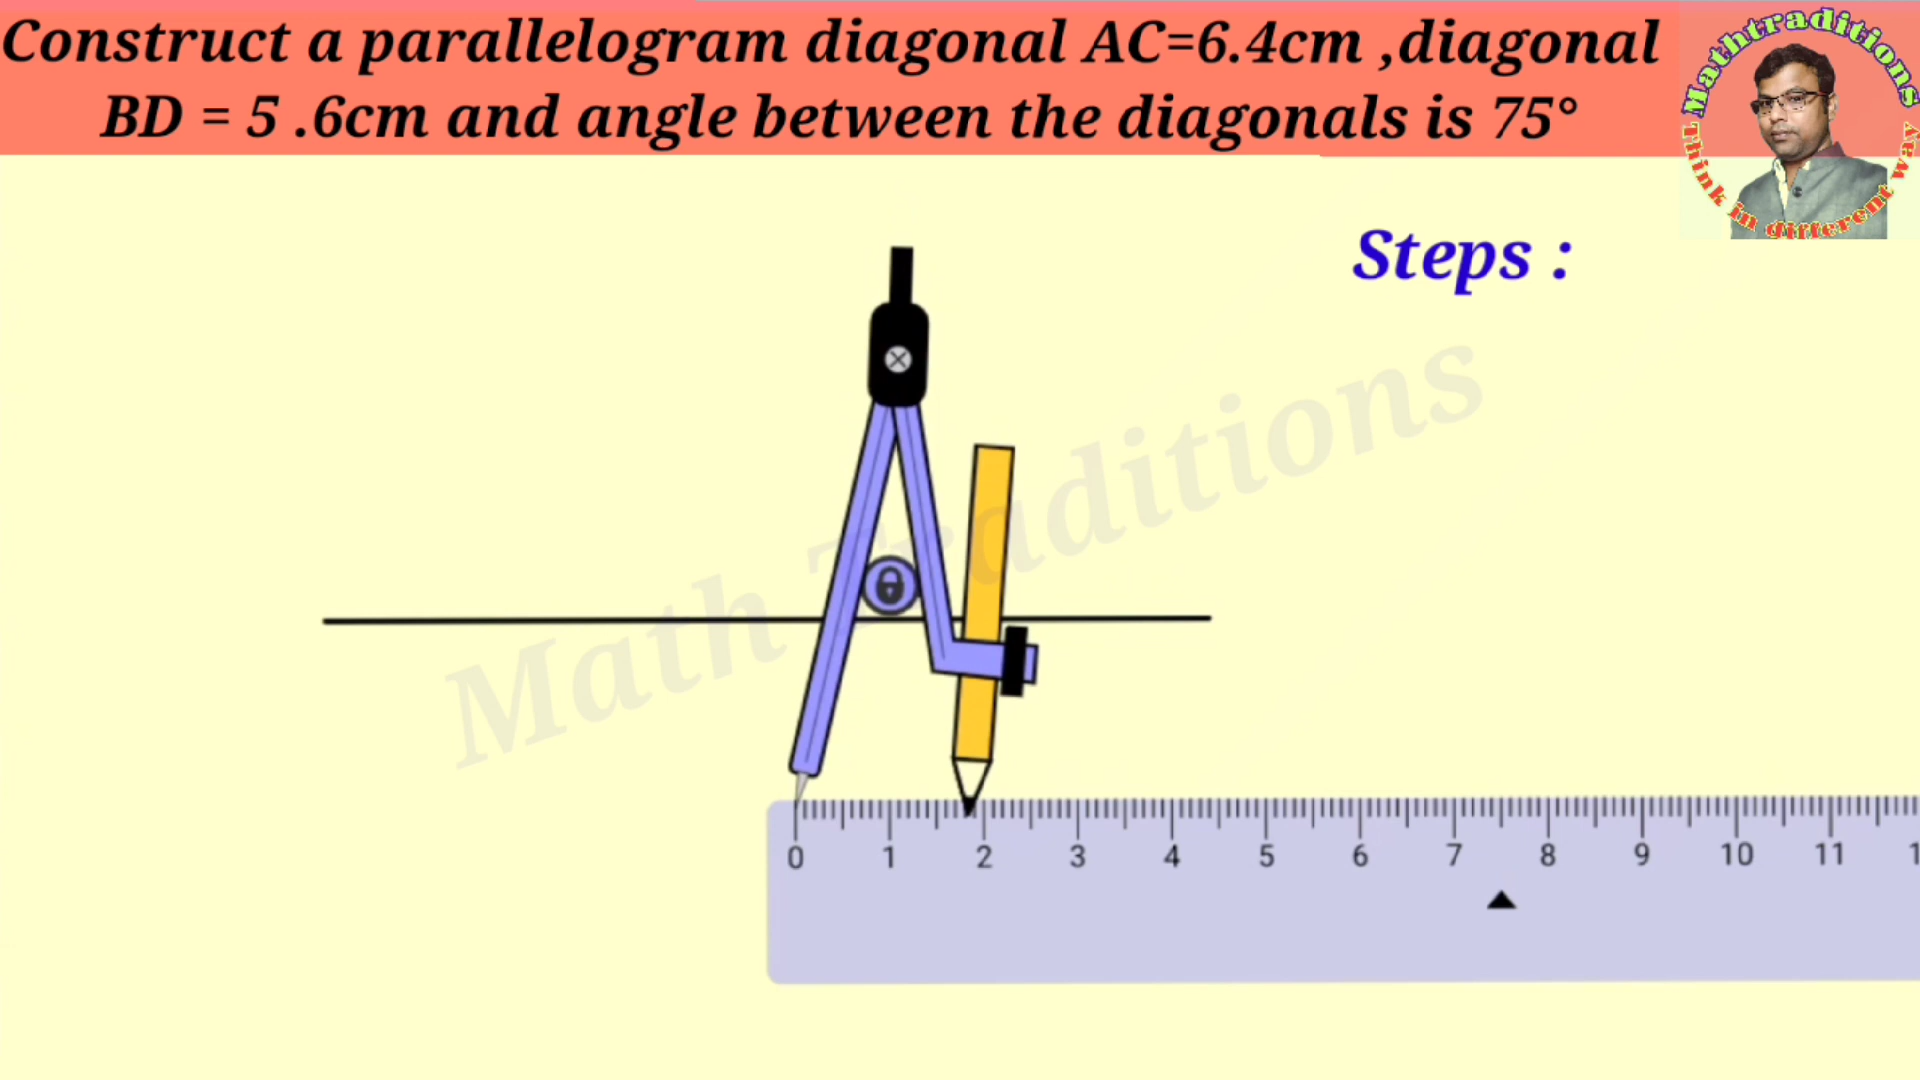 Construct a parallelogram diagonal AC=6.4cm ,diagonal
BD = 5 .6cm and angle between the diagonals is 75°
Mathtraditions
Think in different way
Steps :
Math Traditions
0 1 2 3 4 5 6 7 8 9 10 11 1